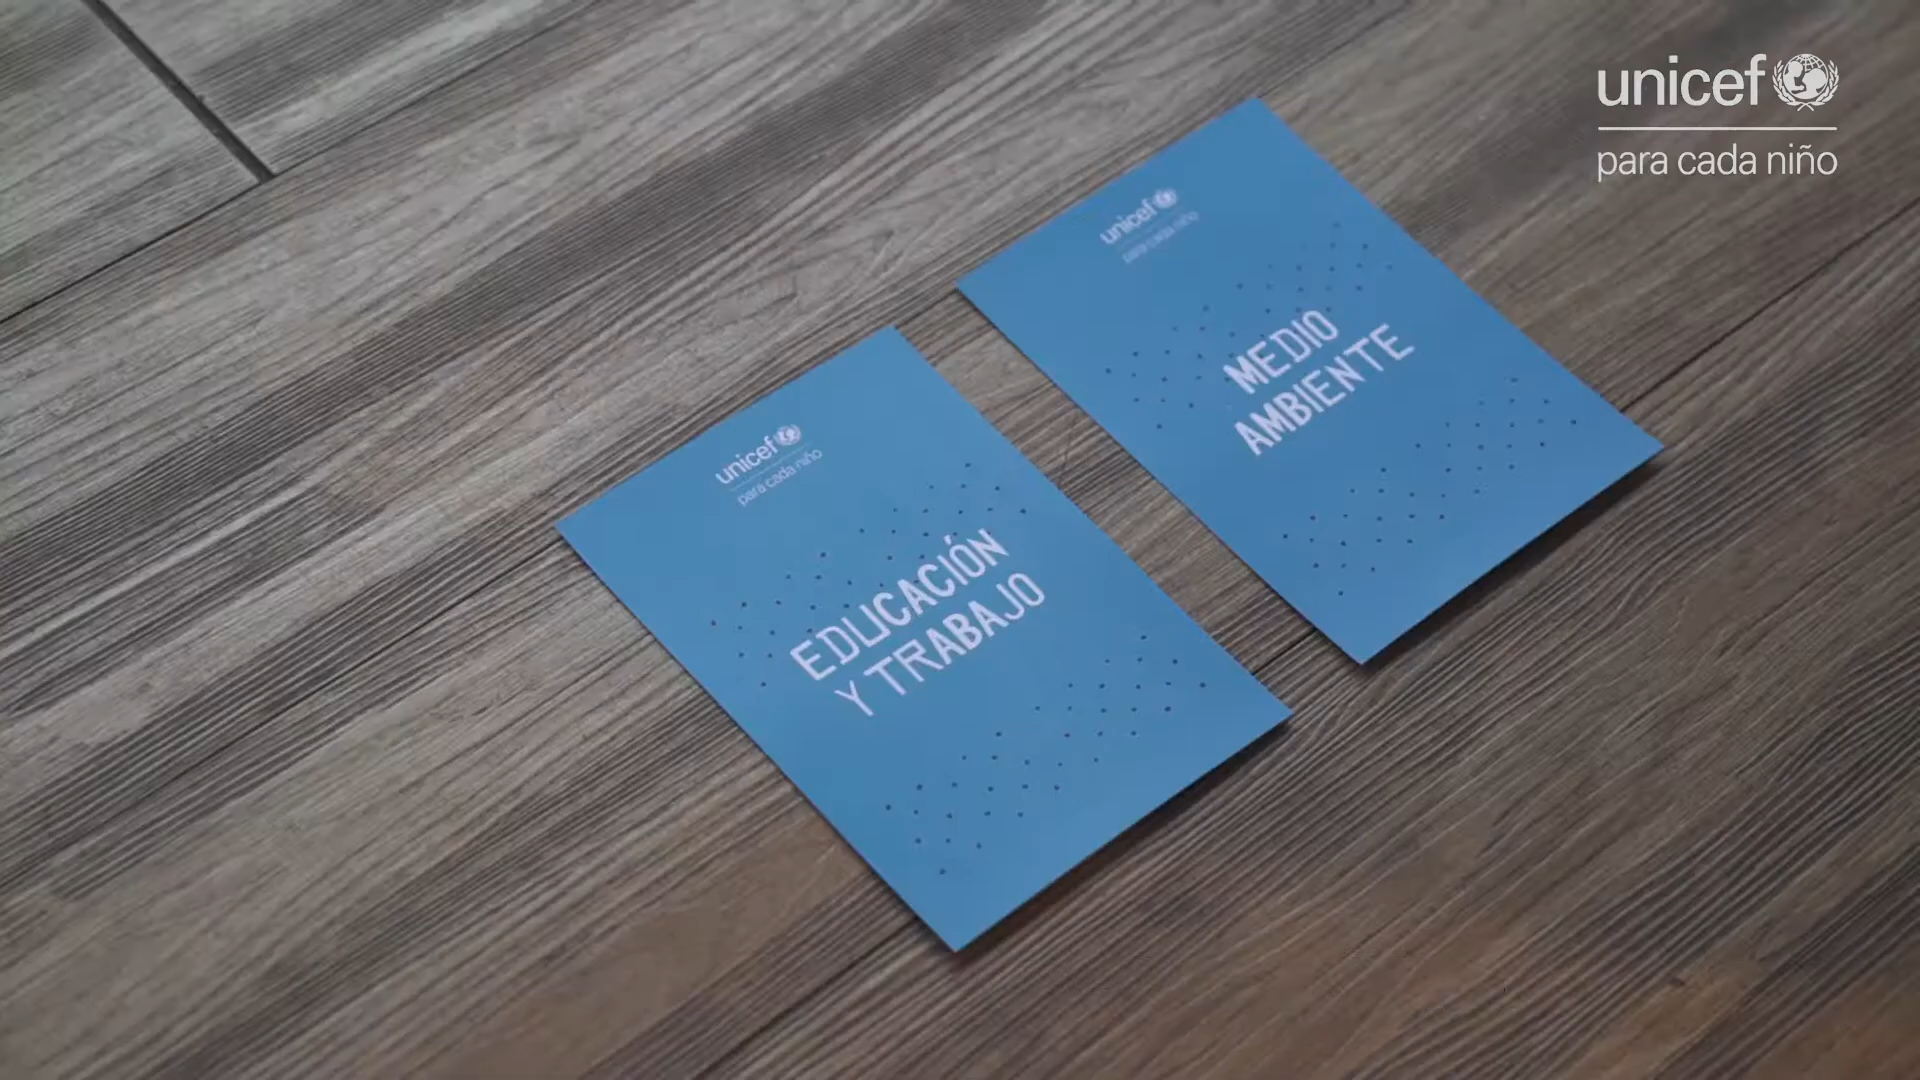 unicef
para cada niño
unicef
para cada niño
MEDIO
AMBIENTE
unicef
para cada niño
EDUCACIÓN
Y TRABAJO